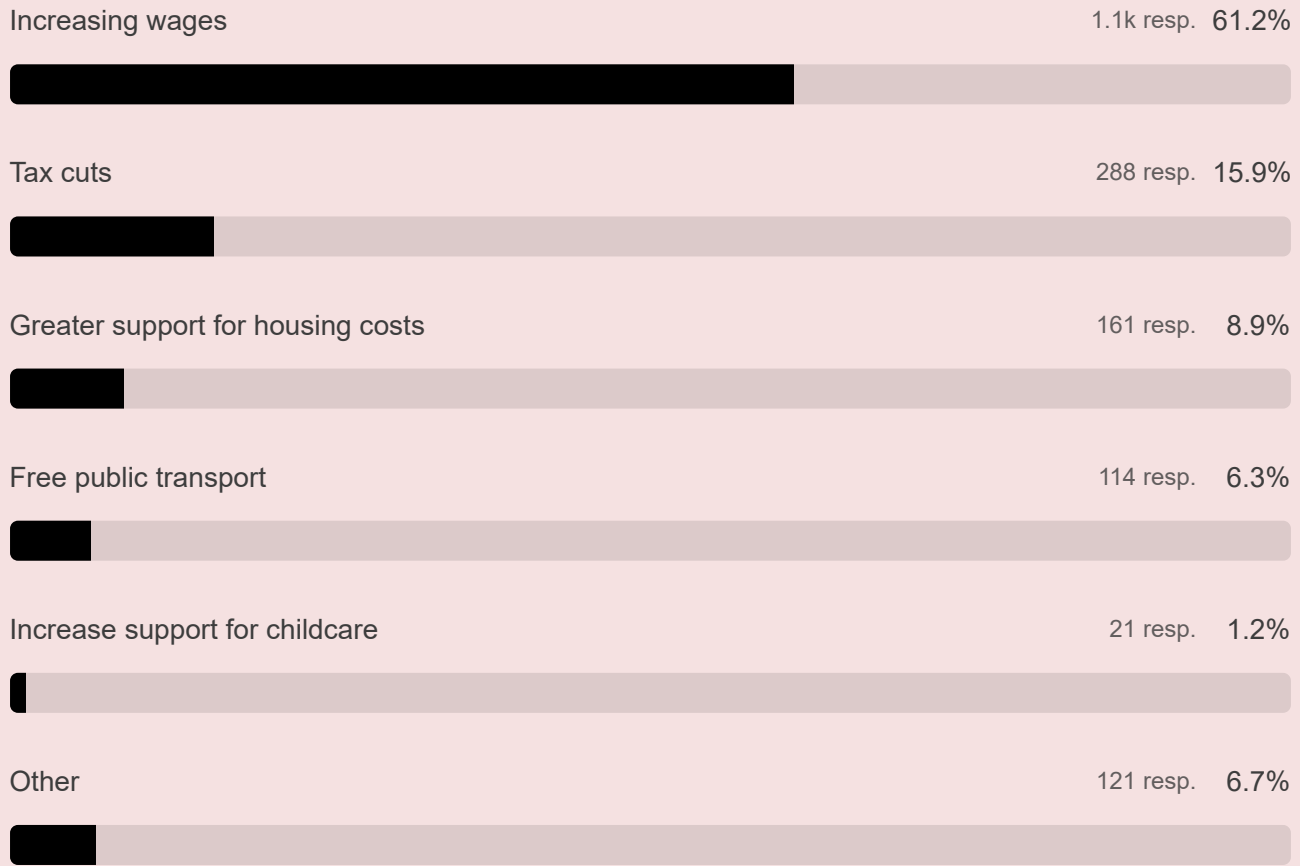 Increasing wages 1.1k resp. 61.2%
Tax cuts 288 resp. 15.9%
Greater support for housing costs 161 resp. 8.9%
Free public transport 114 resp. 6.3%
Increase support for childcare 21 resp. 1.2%
Other 121 resp. 6.7%